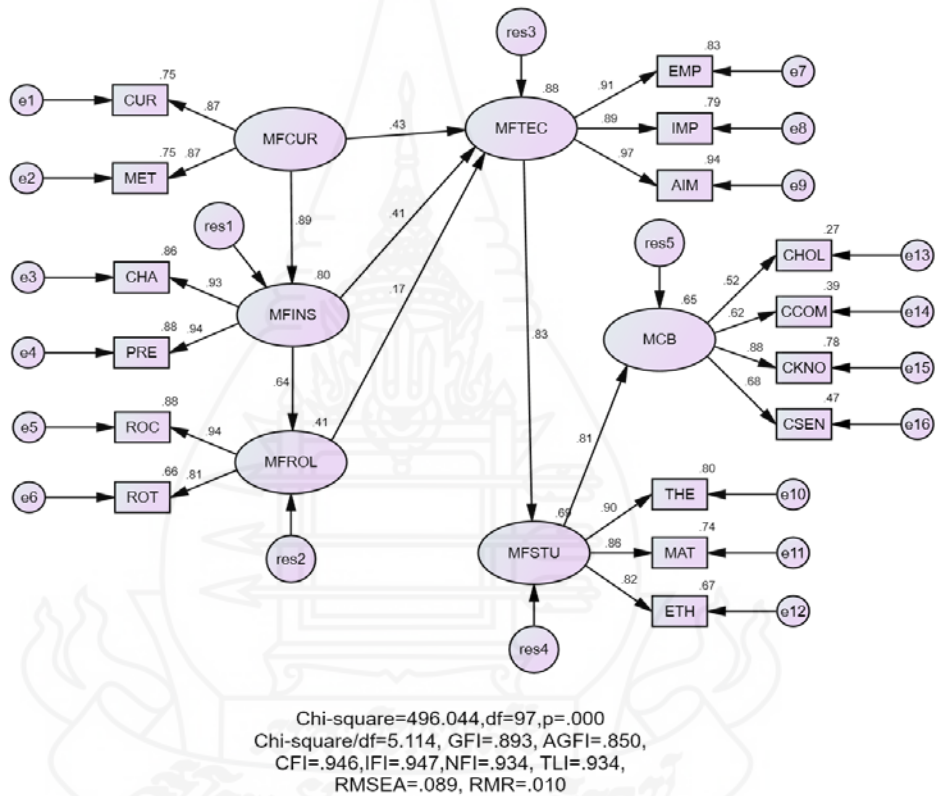 res3
.83
.75
EMP
e7
e1
CUR
.87
.88
.91
.79
MFCUR
.43
MFTEC
.89
IMP
e8
.75
.87
.94
e2
MET
.97
AIM
e9
res1
.89
.41
res5
.27
.86
.80
CHOL
e13
e3
CHA
.93
.17
.52
.39
.88
MFINS
.65
.62
CCOM
e14
e4
PRE
.94
.83
MCB
.78
.88
CKNO
e15
.88
.64
.68
.47
e5
ROC
.94
.41
CSEN
e16
MFROL
.81
.66
.81
.80
e6
ROT
.69
.90
THE
e10
res2
.74
MFSTU
.86
MAT
e11
.82
.67
ETH
e12
res4
Chi-square=496.044,df=97,p=.000
Chi-square/df=5.114, GFI=.893, AGFI=.850,
CFI=.946,IFI=.947,NFI=.934, TLI=.934,
RMSEA=.089, RMR=.010